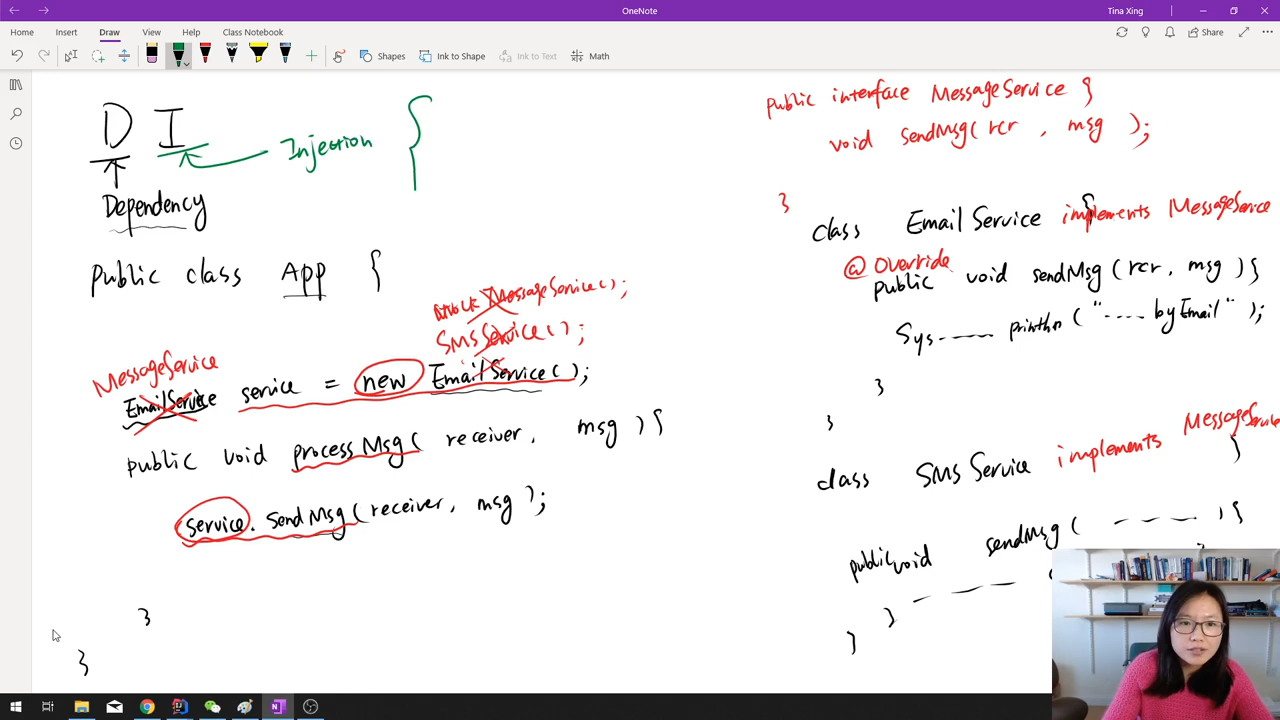 OneNote
Tina Xing
Home Insert Draw View Help Class Notebook
Shapes Ink to Shape Ink to Text Math Share
D I
Injection {
Dependency
public class App {
MessageService();
SmsService();
MessageService
EmailService service = new EmailService();
public void processMsg( receiver, msg ){
service. sendMsg(receiver, msg );
}
}
public interface MessageService {
void sendMsg(rcr , msg );
}
class Email Service { implements MessageService
@ Override
public void sendMsg (rcr, msg ){
Sys------ println ("---- by Email" );
}
}
class SMS Service implements MessageService
}
public void sendMsg ( ---- ){
}
}